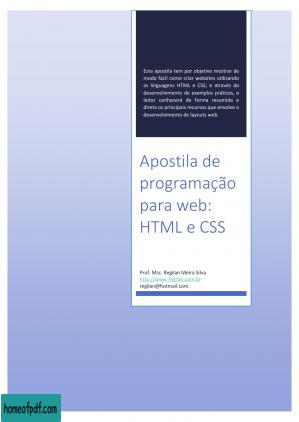 Esta apostila tem por objetivo mostrar de
modo fácil como criar websites utilizando
as linguagens HTML e CSS; e através do
desenvolvimento de exemplos práticos, o
leitor conhecerá de forma resumida e
direta os principais recursos que envolve o
desenvolvimento de layouts web.
Apostila de
programação
para web:
HTML e CSS
Prof. Msc. Regilan Meira Silva
http://www.regilan.com.br
regilan@hotmail.com.
homeofpdf.com